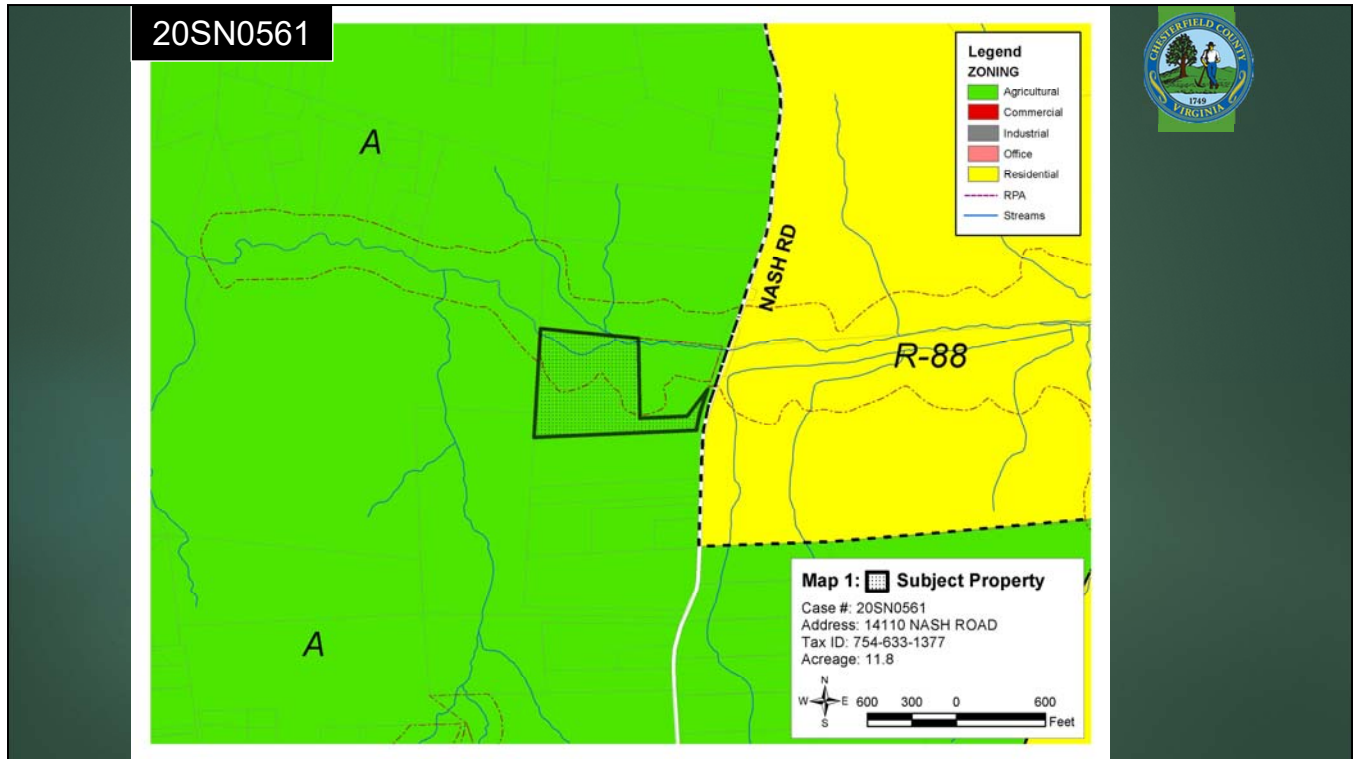 20SN0561
CHESTERFIELD COUNTY
1749
VIRGINIA
Legend
ZONING
Agricultural
Commercial
Industrial
Office
Residential
RPA
Streams
A
NASH RD
R-88
A
Map 1: Subject Property
Case #: 20SN0561
Address: 14110 NASH ROAD
Tax ID: 754-633-1377
Acreage: 11.8
N
W E
S
600 300 0 600
Feet